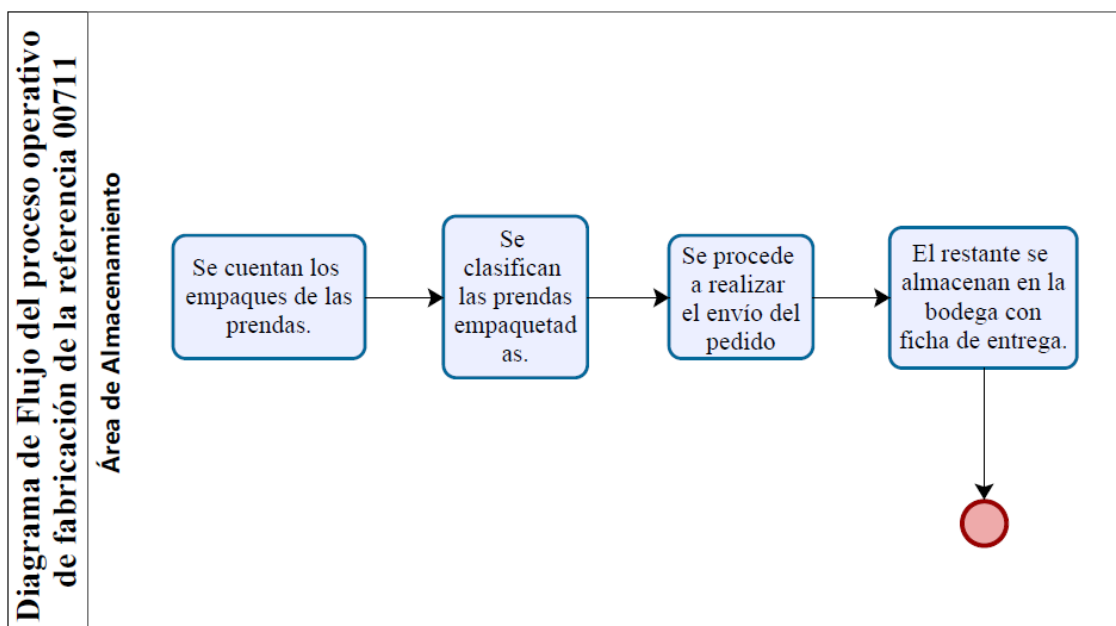 Diagrama de Flujo del proceso operativo
de fabricación de la referencia 00711
Área de Almacenamiento
Se cuentan los
empaques de las
prendas.
Se
clasifican
las prendas
empaquetad
as.
Se procede
a realizar
el envío del
pedido
El restante se
almacenan en la
bodega con
ficha de entrega.